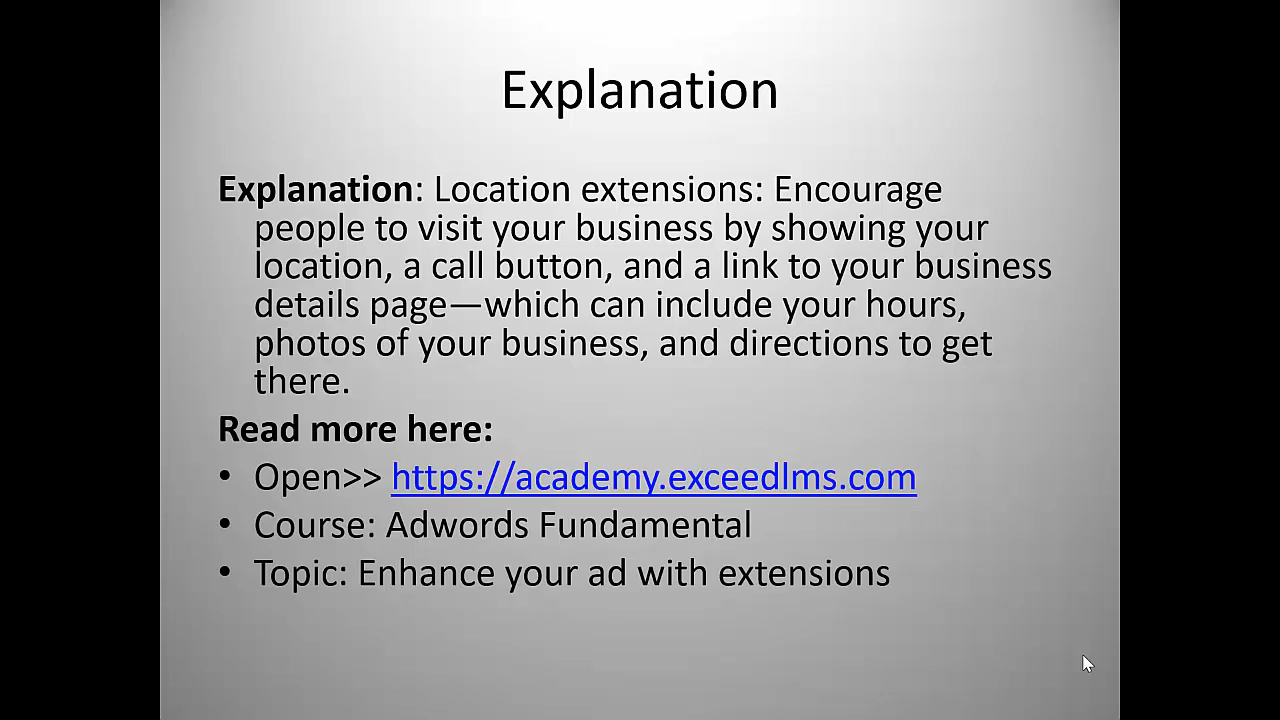 Explanation
Explanation: Location extensions: Encourage
people to visit your business by showing your
location, a call button, and a link to your business
details page—which can include your hours,
photos of your business, and directions to get
there.
Read more here:
• Open>> https://academy.exceedlms.com
• Course: Adwords Fundamental
• Topic: Enhance your ad with extensions